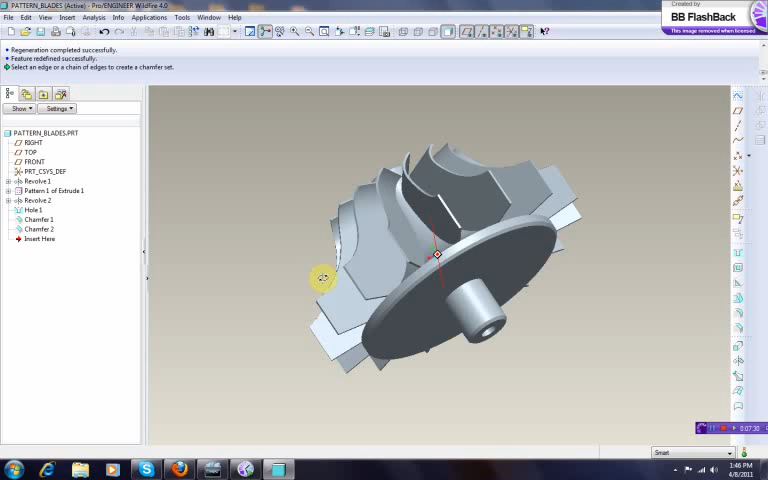 PATTERN_BLADES (Active) - Pro/ENGINEER Wildfire 4.0
Created by
BB FlashBack
This image removed when licensed
File Edit View Insert Analysis Info Applications Tools Window Help
• Regeneration completed successfully.
• Feature redefined successfully.
Select an edge or a chain of edges to create a chamfer set.
Show Settings
PATTERN_BLADES.PRT
RIGHT
TOP
FRONT
PRT_CSYS_DEF
Revolve 1
Pattern 1 of Extrude 1
Revolve 2
Hole 1
Chamfer 1
Chamfer 2
Insert Here
0:07:30
Smart
1:46 PM
4/8/2011